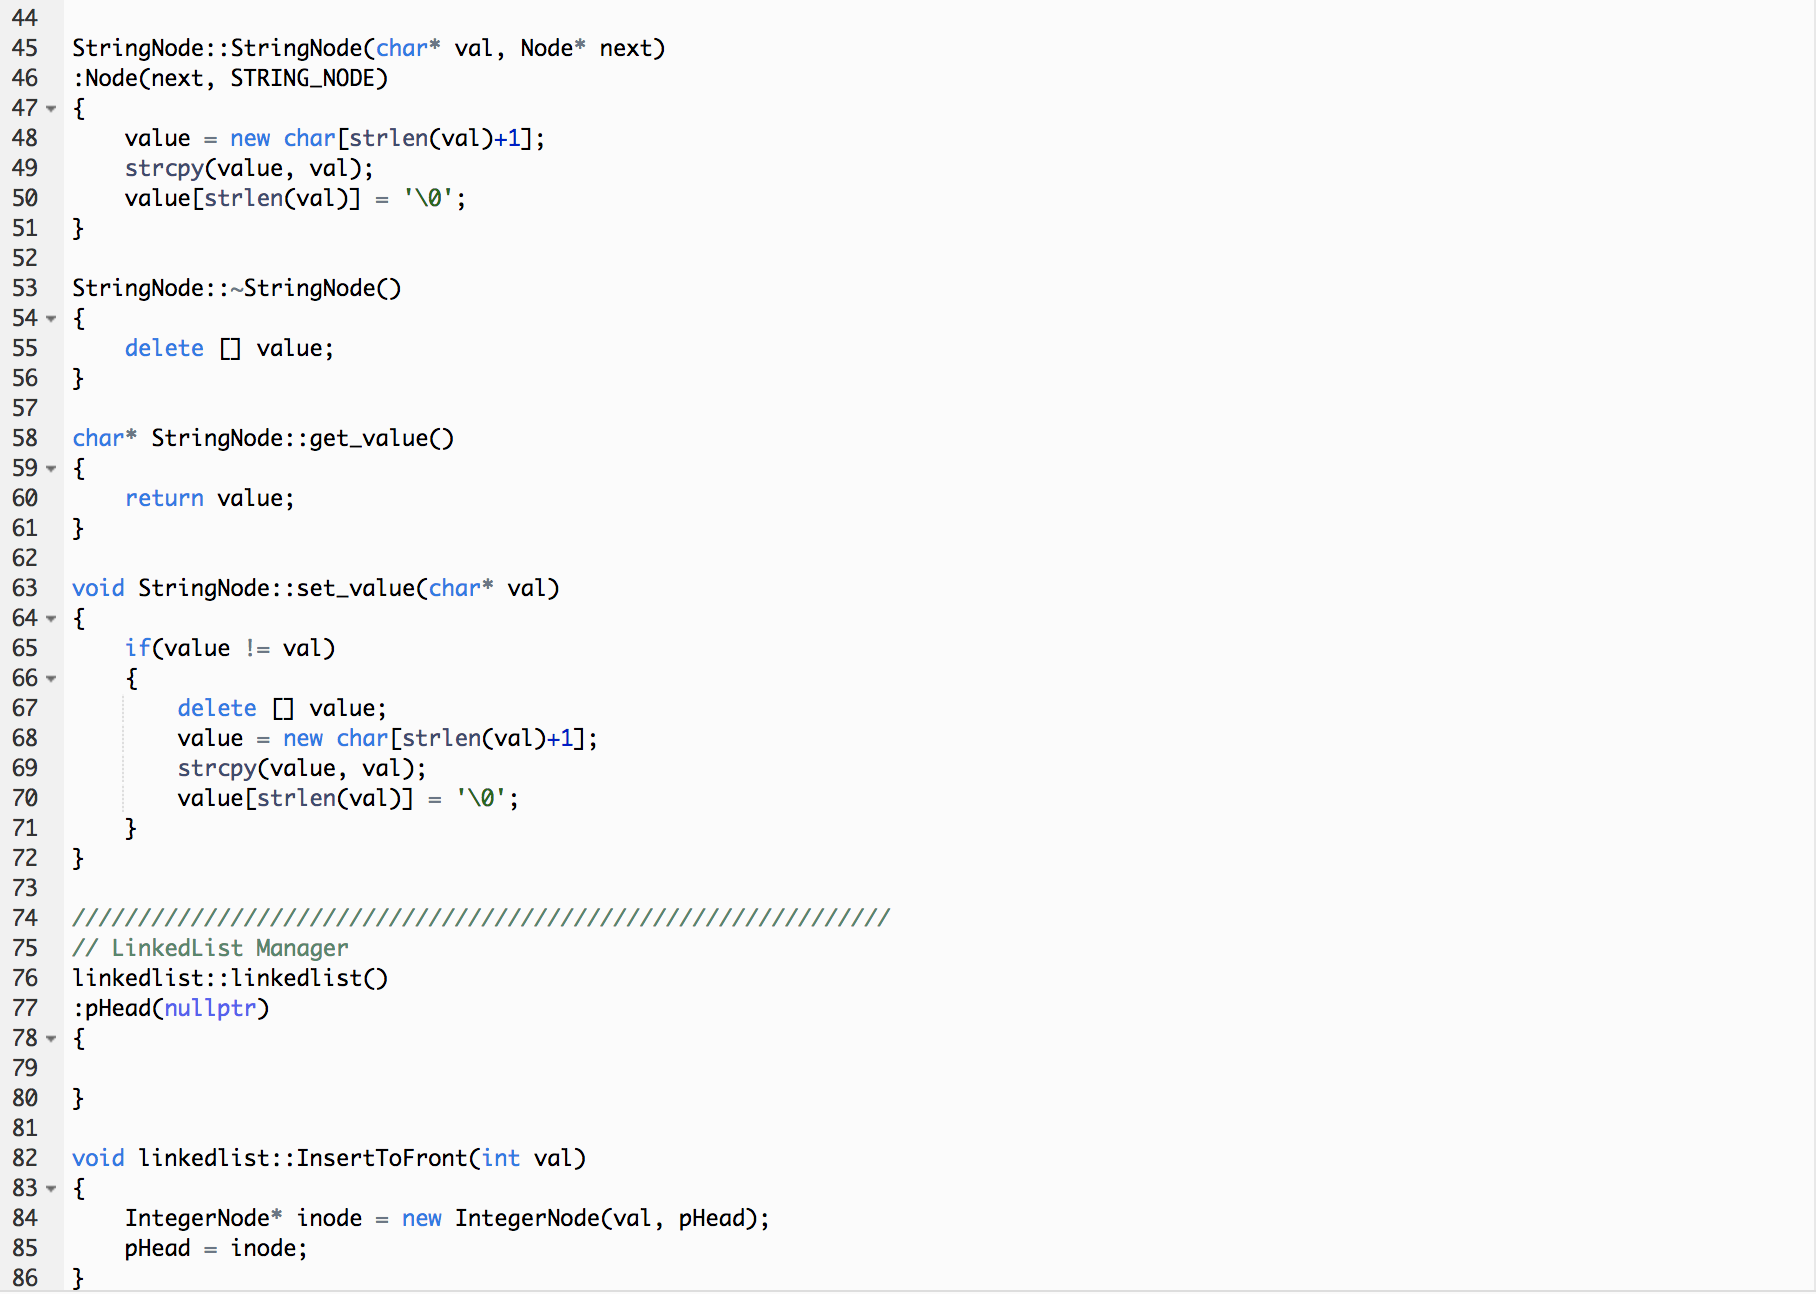 44
45 StringNode::StringNode(char* val, Node* next)
46 :Node(next, STRING_NODE)
47 {
48     value = new char[strlen(val)+1];
49     strcpy(value, val);
50     value[strlen(val)] = '\0';
51 }
52
53 StringNode::~StringNode()
54 {
55     delete [] value;
56 }
57
58 char* StringNode::get_value()
59 {
60     return value;
61 }
62
63 void StringNode::set_value(char* val)
64 {
65     if(value != val)
66     {
67         delete [] value;
68         value = new char[strlen(val)+1];
69         strcpy(value, val);
70         value[strlen(val)] = '\0';
71     }
72 }
73
74 //////////////////////////////////////////////////////////////
75 // LinkedList Manager
76 linkedlist::linkedlist()
77 :pHead(nullptr)
78 {
79
80 }
81
82 void linkedlist::InsertToFront(int val)
83 {
84     IntegerNode* inode = new IntegerNode(val, pHead);
85     pHead = inode;
86 }